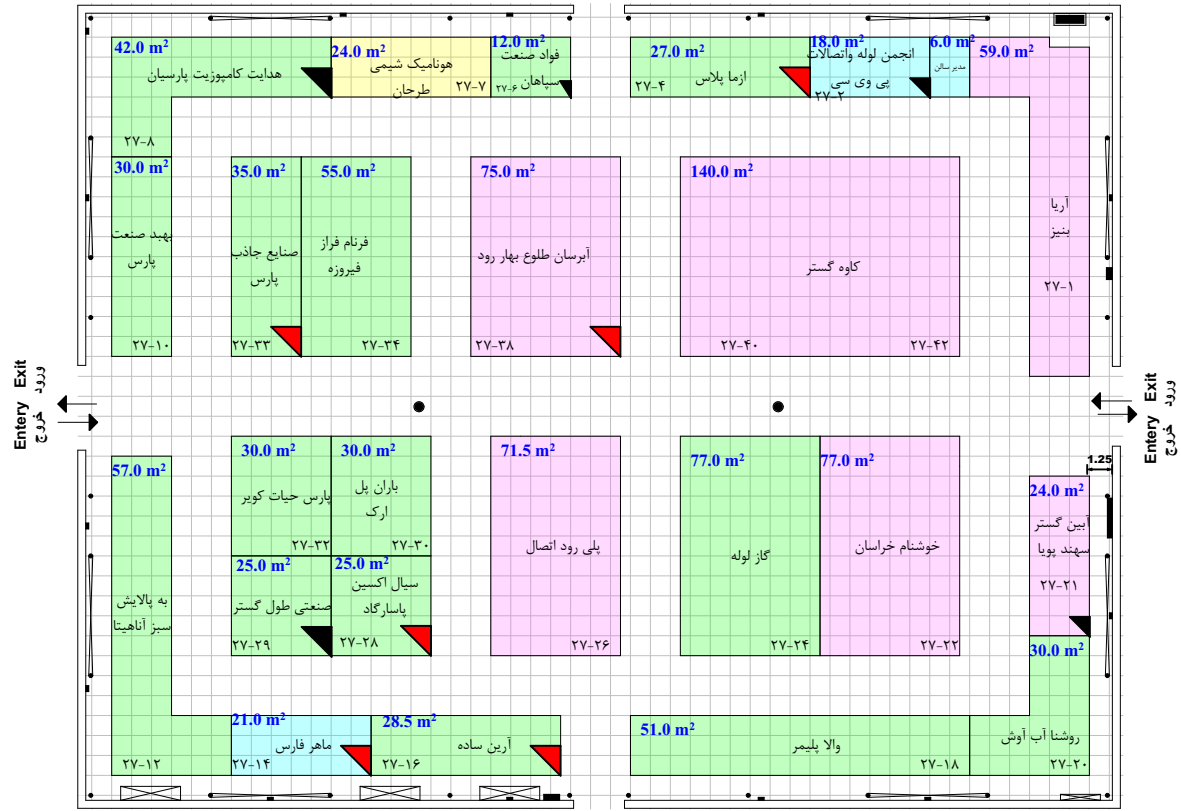 42.0 m²
هدایت کامپوزیت پارسیان
۲۷-۸
24.0 m²
هونامیک شیمی
طرحان
۲۷-۷
12.0 m²
فواد صنعت
سپاهان
۲۷-۶
27.0 m²
ازما پلاس
۲۷-۴
18.0 m²
انجمن لوله واتصالات
پی وی سی
۲۷-۲
6.0 m²
مدیر سالن
59.0 m²
آریا
بنیز
۲۷-۱
30.0 m²
بهبد صنعت
پارس
۲۷-۱۰
35.0 m²
صنایع جاذب
پارس
۲۷-۳۳
55.0 m²
فرنام فراز
فیروزه
۲۷-۳۴
75.0 m²
آبرسان طلوع بهار رود
۲۷-۳۸
140.0 m²
کاوه گستر
۲۷-۴۰
۲۷-۴۲
Entery Exit
ورود خروج
Entery Exit
ورود خروج
57.0 m²
به پالایش
سبز آناهیتا
۲۷-۱۲
30.0 m²
پارس حیات کویر
۲۷-۳۲
30.0 m²
باران پل
ارک
۲۷-۳۰
25.0 m²
صنعتی طول گستر
۲۷-۲۹
25.0 m²
سیال اکسین
پاسارگاد
۲۷-۲۸
71.5 m²
پلی رود اتصال
۲۷-۲۶
77.0 m²
گاز لوله
۲۷-۲۴
77.0 m²
خوشنام خراسان
۲۷-۲۲
1.25
24.0 m²
آبین گستر
سهند پویا
۲۷-۲۱
30.0 m²
روشنا آب آوش
۲۷-۲۰
21.0 m²
ماهر فارس
۲۷-۱۴
28.5 m²
آرین ساده
۲۷-۱۶
51.0 m²
والا پلیمر
۲۷-۱۸